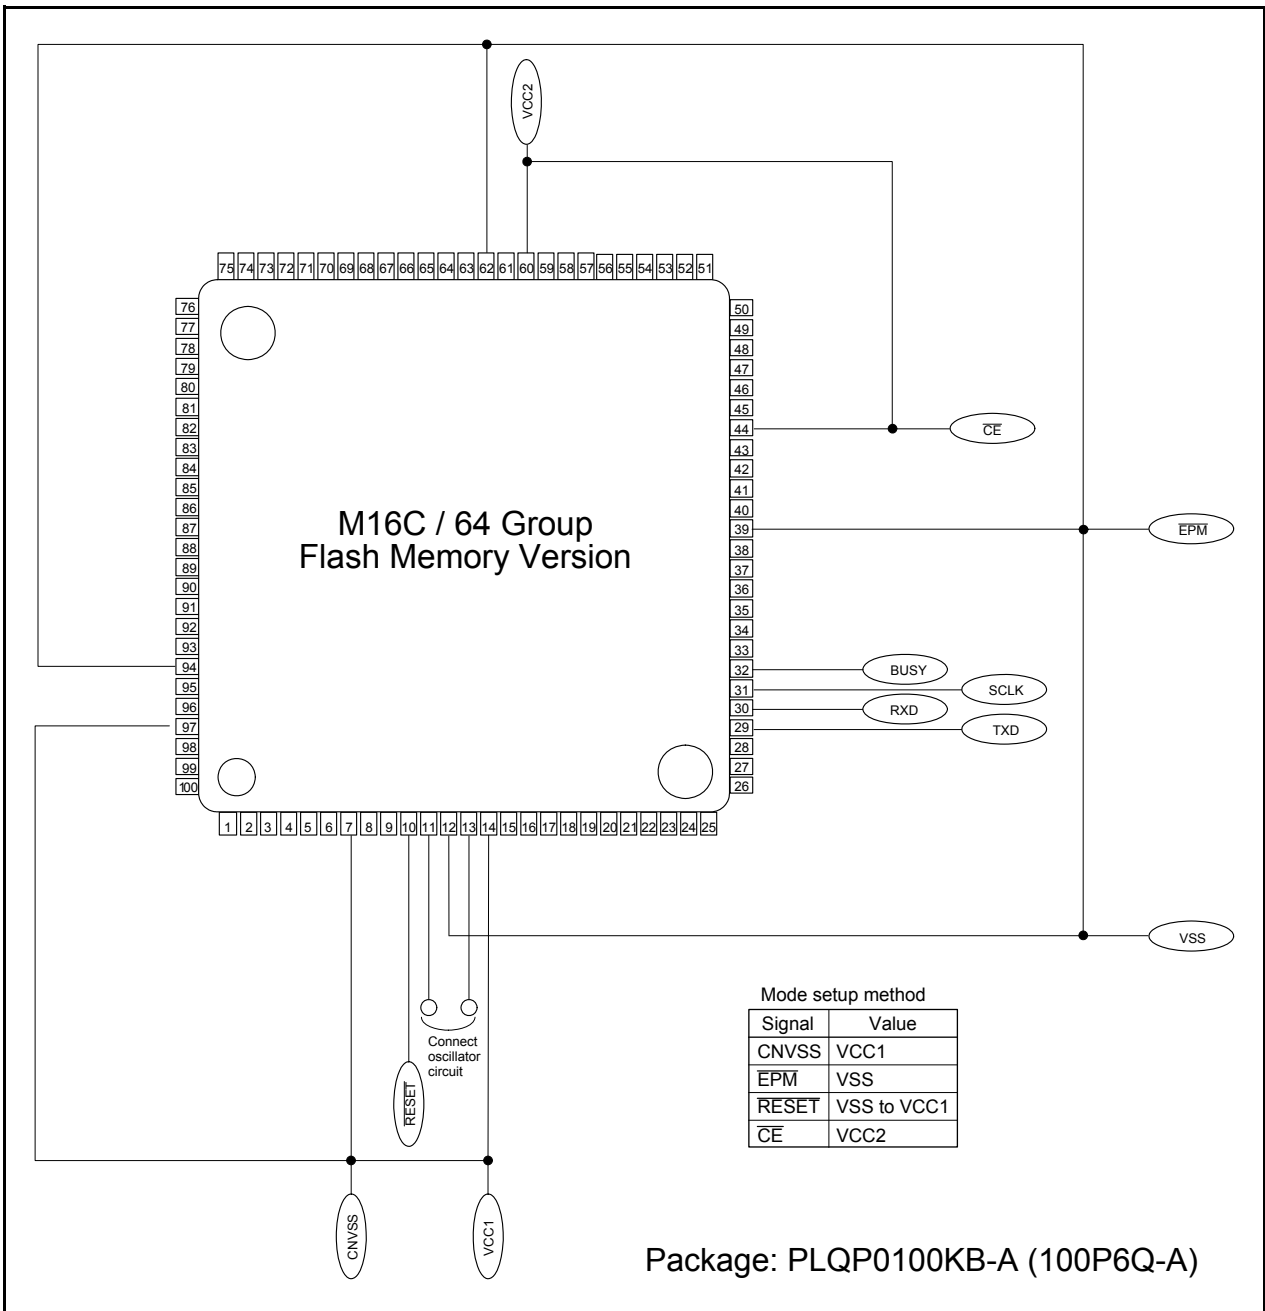 VCC2
75 74 73 72 71 70 69 68 67 66 65 64 63 62 61 60 59 58 57 56 55 54 53 52 51
76
77
78
79
80
81
82
83
84
85
86
87
88
89
90
91
92
93
94
95
96
97
98
99
100
50
49
48
47
46
45
44
43
42
41
40
39
38
37
36
35
34
33
32
31
30
29
28
27
26
CE
EPM
BUSY
SCLK
RXD
TXD
M16C / 64 Group
Flash Memory Version
1 2 3 4 5 6 7 8 9 10 11 12 13 14 15 16 17 18 19 20 21 22 23 24 25
VSS
Connect
oscillator
circuit
RESET
CNVSS
VCC1
Mode setup method
Signal Value
CNVSS VCC1
EPM VSS
RESET VSS to VCC1
CE VCC2
Package: PLQP0100KB-A (100P6Q-A)